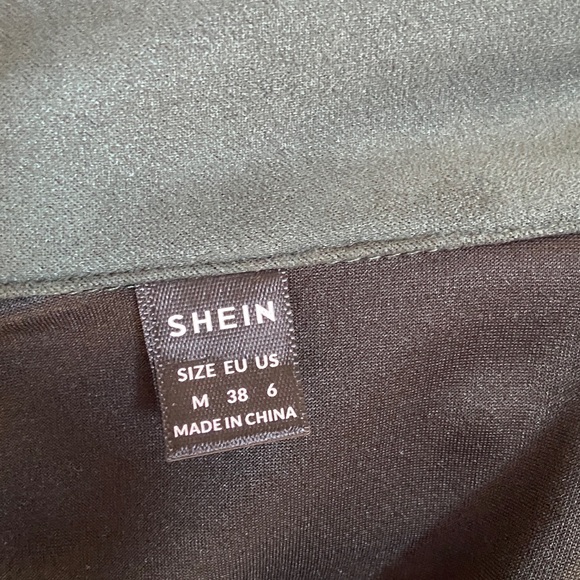 SHEIN
SIZE EU US
M 38 6
MADE IN CHINA